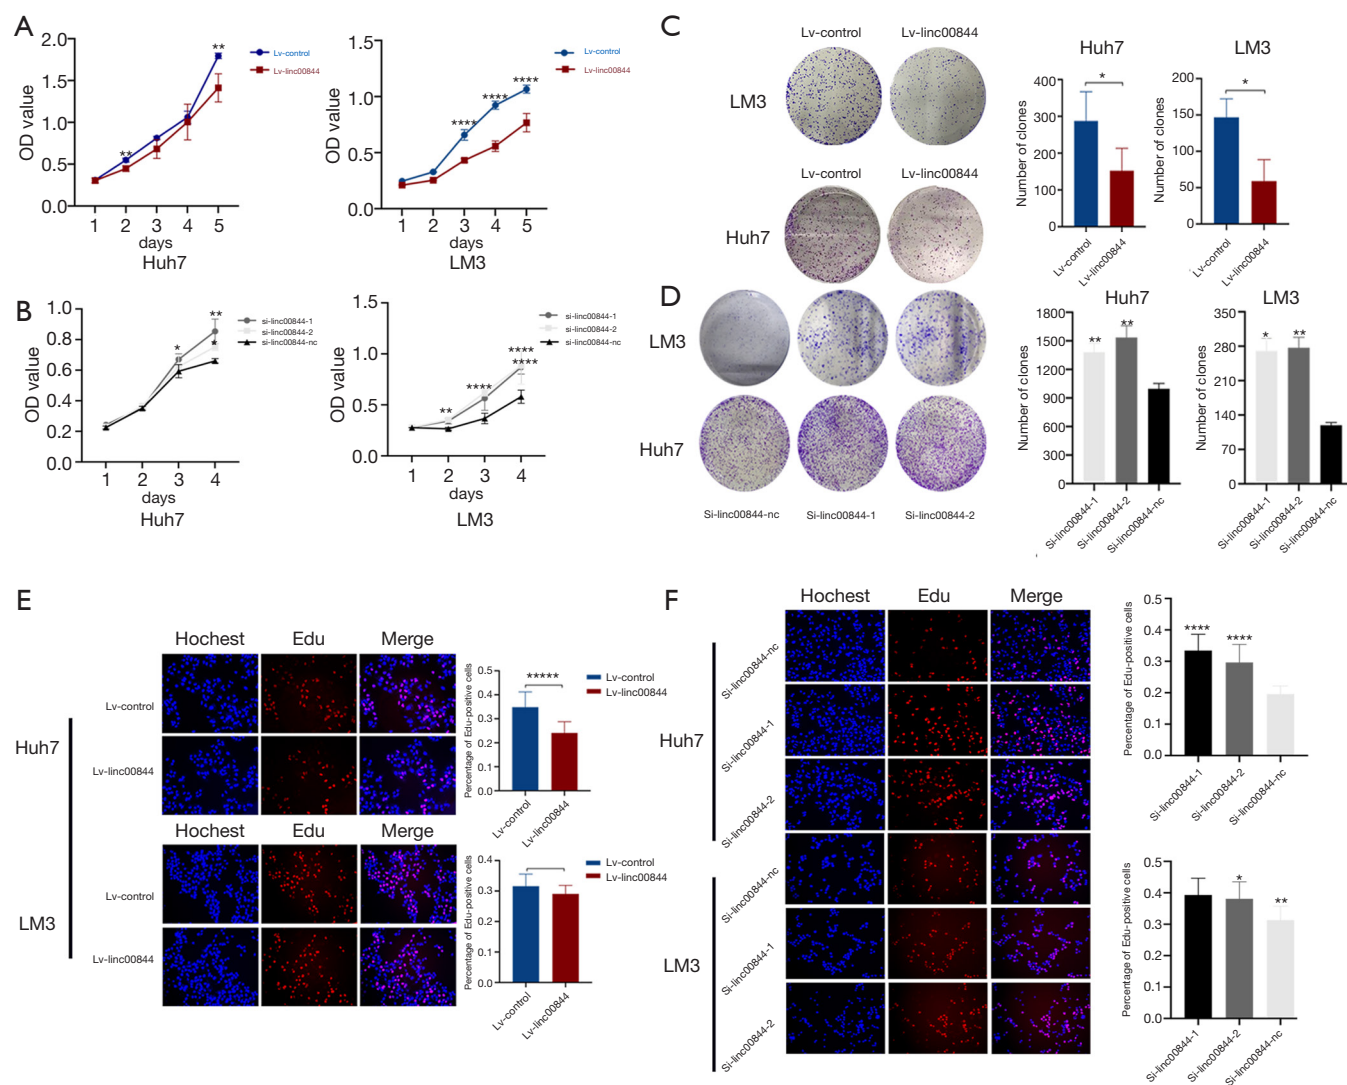 A
OD value
2.0
1.5
1.0
0.5
0.0
**
**
Lv-control
Lv-linc00844
1 2 3 4 5
days
Huh7
OD value
1.5
1.0
0.5
0.0
****
****
****
Lv-control
Lv-linc00844
1 2 3 4 5
LM3
B
OD value
1.0
0.8
0.6
0.4
0.2
0.0
*
**
*
si-linc00844-1
si-linc00844-2
si-linc00844-nc
1 2 3 4
days
Huh7
OD value
1.5
1.0
0.5
0.0
**
****
****
****
si-linc00844-1
si-linc00844-2
si-linc00844-nc
1 2 3 4
days
LM3
C
Lv-control Lv-linc00844
LM3
Lv-control Lv-linc00844
Huh7
Huh7
Number of clones
400
300
200
100
0
*
Lv-control
Lv-linc00844
LM3
Number of clones
200
150
100
50
0
*
Lv-control
Lv-linc00844
D
LM3
Huh7
Si-linc00844-nc Si-linc00844-1 Si-linc00844-2
Huh7
Number of clones
1800
1500
1200
900
600
300
0
** **
Si-linc00844-1
Si-linc00844-2
Si-linc00844-nc
LM3
Number of clones
350
280
210
140
70
0
* **
Si-linc00844-1
Si-linc00844-2
Si-linc00844-nc
E
Hochest Edu Merge
Lv-control
Huh7
Lv-linc00844
Hochest Edu Merge
Lv-control
LM3
Lv-linc00844
Percentage of Edu-positive cells
0.5
0.4
0.3
0.2
0.1
0.0
*****
Lv-control
Lv-linc00844
Lv-control
Lv-linc00844
Percentage of Edu-positive cells
0.4
0.3
0.2
0.1
0.0
Lv-control
Lv-linc00844
Lv-control
Lv-linc00844
F
Hochest Edu Merge
Si-linc00844-nc
Huh7
Si-linc00844-1
Si-linc00844-2
Si-linc00844-nc
LM3
Si-linc00844-1
Si-linc00844-2
Percentage of Edu-positive cells
0.5
0.4
0.3
0.2
0.1
0.0
**** ****
Si-linc00844-1
Si-linc00844-2
Si-linc00844-nc
Percentage of Edu-positive cells
0.5
0.4
0.3
0.2
0.1
0.0
* **
Si-linc00844-1
Si-linc00844-2
Si-linc00844-nc